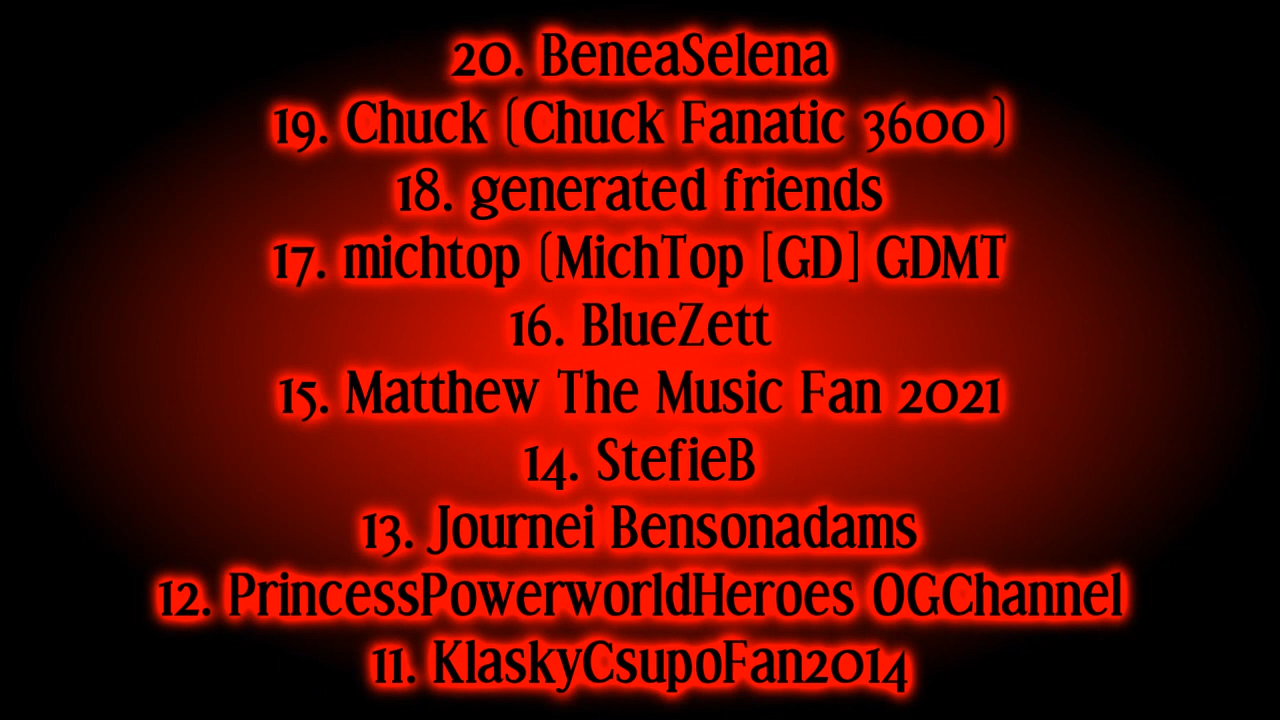 20. BeneaSelena
19. Chuck (Chuck Fanatic 3600)
18. generated friends
17. michtop (MichTop [GD] GDMT
16. BlueZett
15. Matthew The Music Fan 2021
14. StefieB
13. Journei Bensonadams
12. PrincessPowerworldHeroes OGChannel
11. KlaskyCsupoFan2014